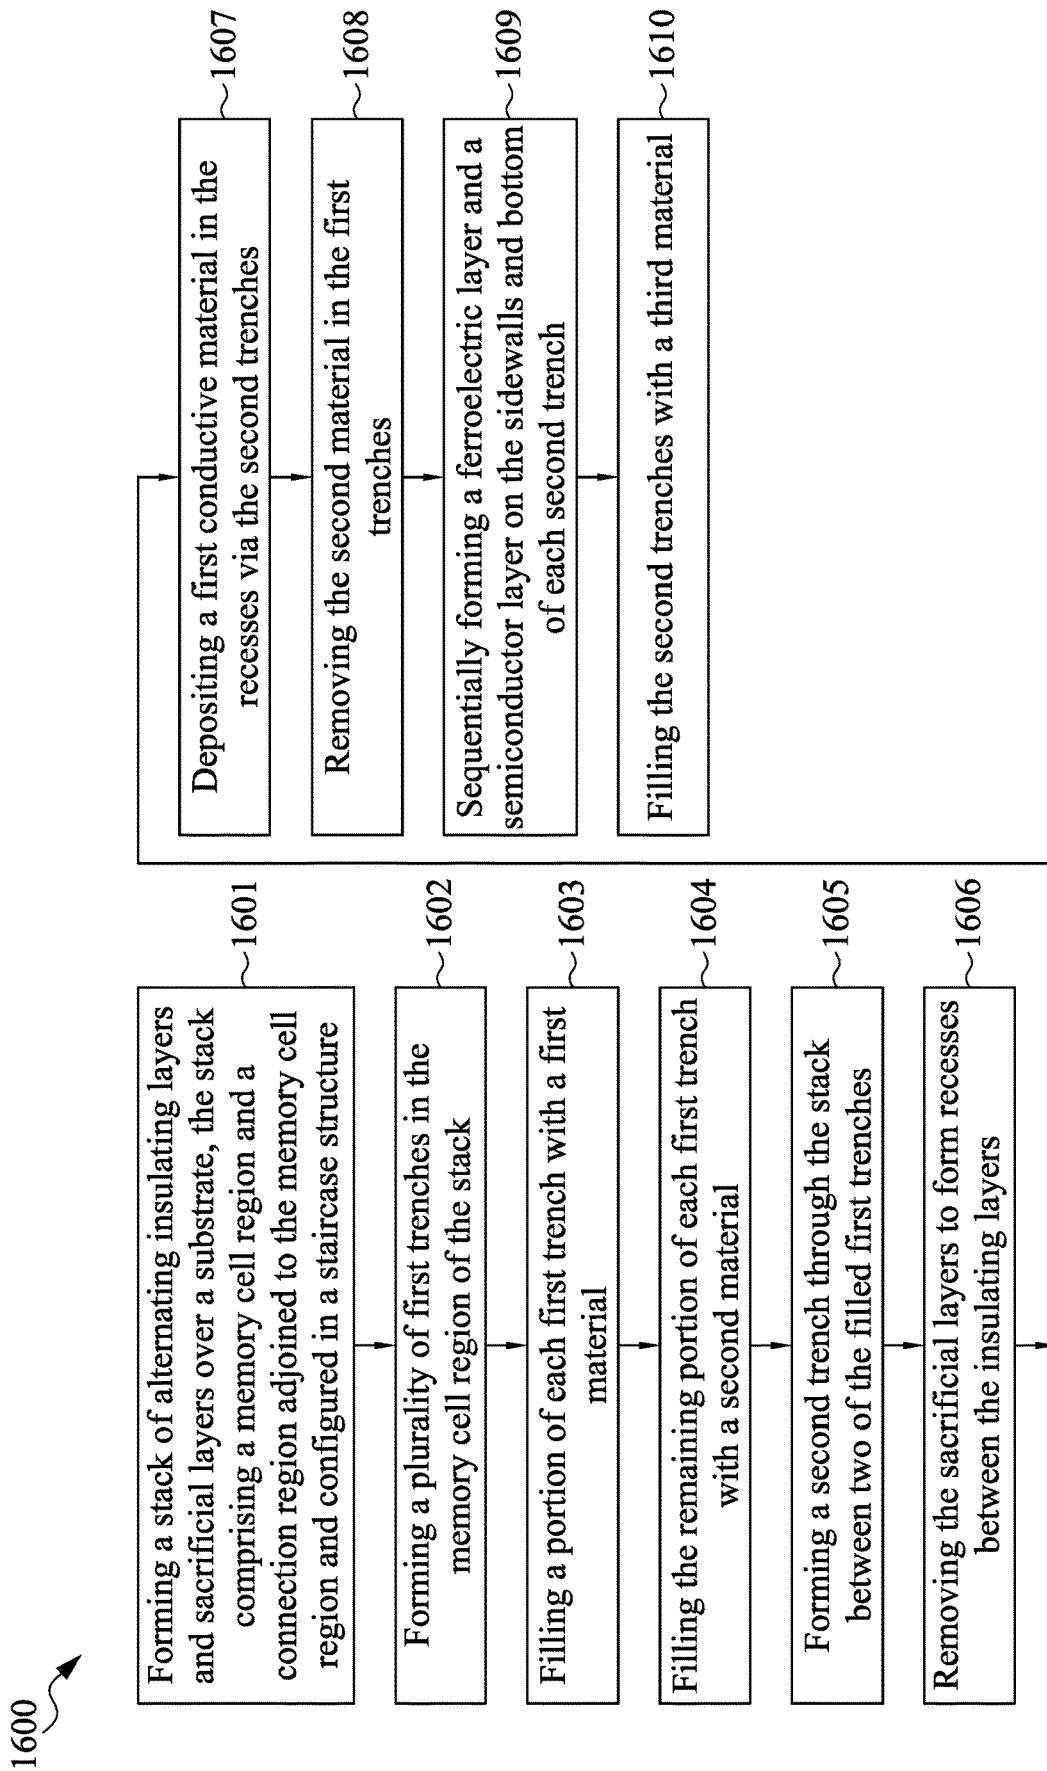 1600
Forming a stack of alternating insulating layers
and sacrificial layers over a substrate, the stack
comprising a memory cell region and a
connection region adjoined to the memory cell
region and configured in a staircase structure
1601
Forming a plurality of first trenches in the
memory cell region of the stack
1602
Filling a portion of each first trench with a first
material
1603
Filling the remaining portion of each first trench
with a second material
1604
Forming a second trench through the stack
between two of the filled first trenches
1605
Removing the sacrificial layers to form recesses
between the insulating layers
1606
Depositing a first conductive material in the
recesses via the second trenches
1607
Removing the second material in the first
trenches
1608
Sequentially forming a ferroelectric layer and a
semiconductor layer on the sidewalls and bottom
of each second trench
1609
Filling the second trenches with a third material
1610